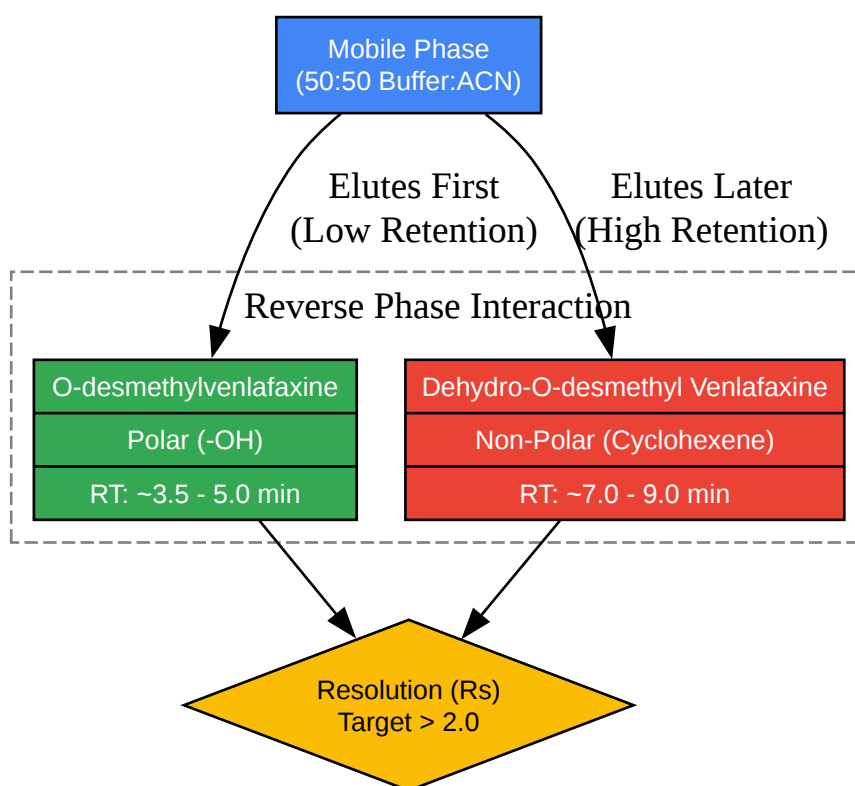 Mobile Phase
(50:50 Buffer:ACN)
Elutes First
(Low Retention)
Elutes Later
(High Retention)
Reverse Phase Interaction
O-desmethylvenlafaxine
Polar (-OH)
RT: ~3.5 - 5.0 min
Dehydro-O-desmethyl Venlafaxine
Non-Polar (Cyclohexene)
RT: ~7.0 - 9.0 min
Resolution (Rs)
Target > 2.0